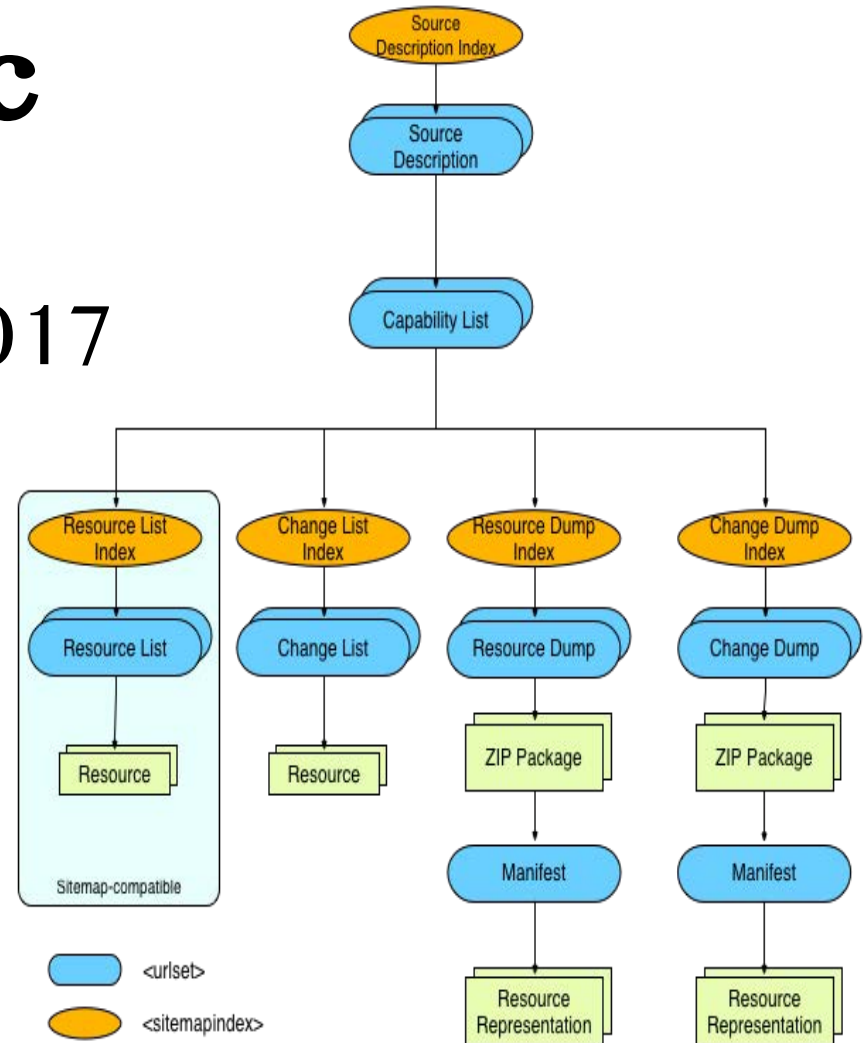 c
017
Source
Description Index
Source
Description
Capability List
Resource List
Index
Change List
Index
Resource Dump
Index
Change Dump
Index
Resource List
Change List
Resource Dump
Change Dump
Resource
Resource
ZIP Package
ZIP Package
Manifest
Manifest
Sitemap-compatible
<urlset>
<sitemapindex>
Resource
Representation
Resource
Representation